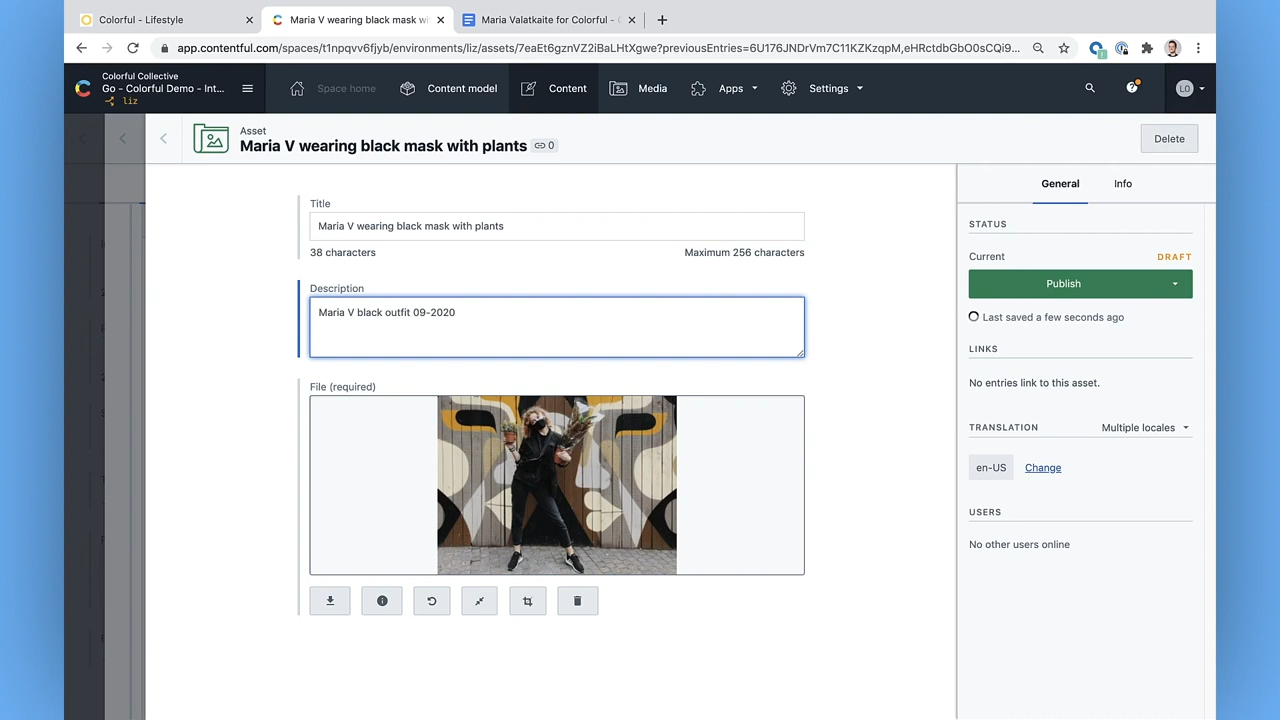 Colorful - Lifestyle
Maria V wearing black mask wi
Maria Valatkaite for Colorful - 
app.contentful.com/spaces/t1npqvv6fjyb/environments/liz/assets/7eaEt6gznVZ2iBaLHtXgwe?previousEntries=6U176JNDrVm7C11KZKzqpM,eHRctdbGbO0sCQi9...
Colorful Collective
Go - Colorful Demo - Int...
liz
Space home
Content model
Content
Media
Apps
Settings
LO
Asset
Maria V wearing black mask with plants
0
Delete
General
Info
Title
Maria V wearing black mask with plants
38 characters
Maximum 256 characters
Description
Maria V black outfit 09-2020
File (required)
STATUS
Current
DRAFT
Publish
Last saved a few seconds ago
LINKS
No entries link to this asset.
TRANSLATION
Multiple locales
en-US
Change
USERS
No other users online